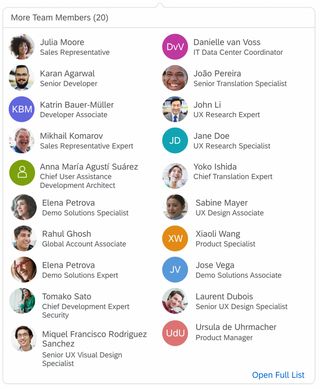 More Team Members (20)
Julia Moore
Sales Representative
Karan Agarwal
Senior Developer
KBM
Katrin Bauer-Müller
Developer Associate
Mikhail Komarov
Sales Representative Expert
Anna María Agustí Suárez
Chief User Assistance
Development Architect
Elena Petrova
Demo Solutions Specialist
Rahul Ghosh
Global Account Associate
Elena Petrova
Demo Solutions Expert
Tomako Sato
Chief Development Expert
Security
Miquel Francisco Rodriguez
Sanchez
Senior UX Visual Design
Specialist
DvV
Danielle van Voss
IT Data Center Coordinator
João Pereira
Senior Translation Specialist
John Li
UX Research Expert
JD
Jane Doe
UX Research Specialist
Yoko Ishida
Chief Translation Expert
Sabine Mayer
UX Design Associate
XW
Xiaoli Wang
Product Specialist
JV
Jose Vega
Demo Solutions Associate
Laurent Dubois
Senior UX Design Specialist
UdU
Ursula de Uhrmacher
Product Manager
Open Full List